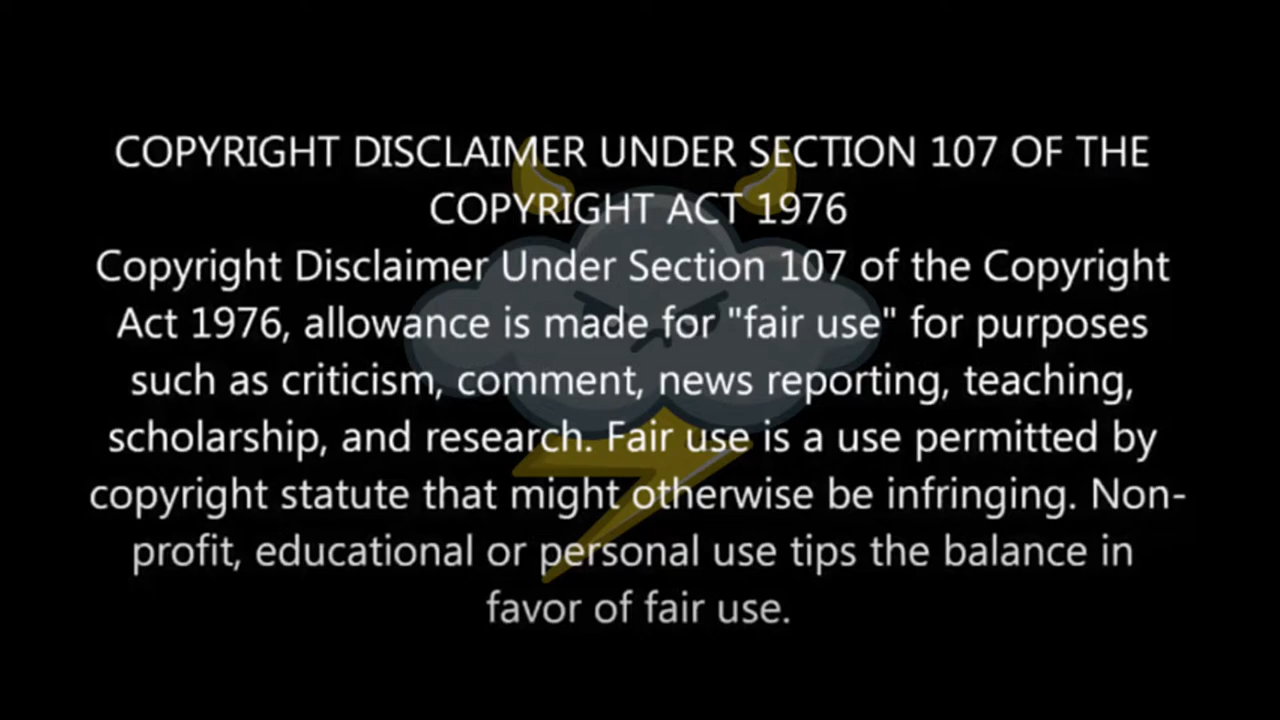 COPYRIGHT DISCLAIMER UNDER SECTION 107 OF THE
COPYRIGHT ACT 1976
Copyright Disclaimer Under Section 107 of the Copyright
Act 1976, allowance is made for "fair use" for purposes
such as criticism, comment, news reporting, teaching,
scholarship, and research. Fair use is a use permitted by
copyright statute that might otherwise be infringing. Non-
profit, educational or personal use tips the balance in
favor of fair use.